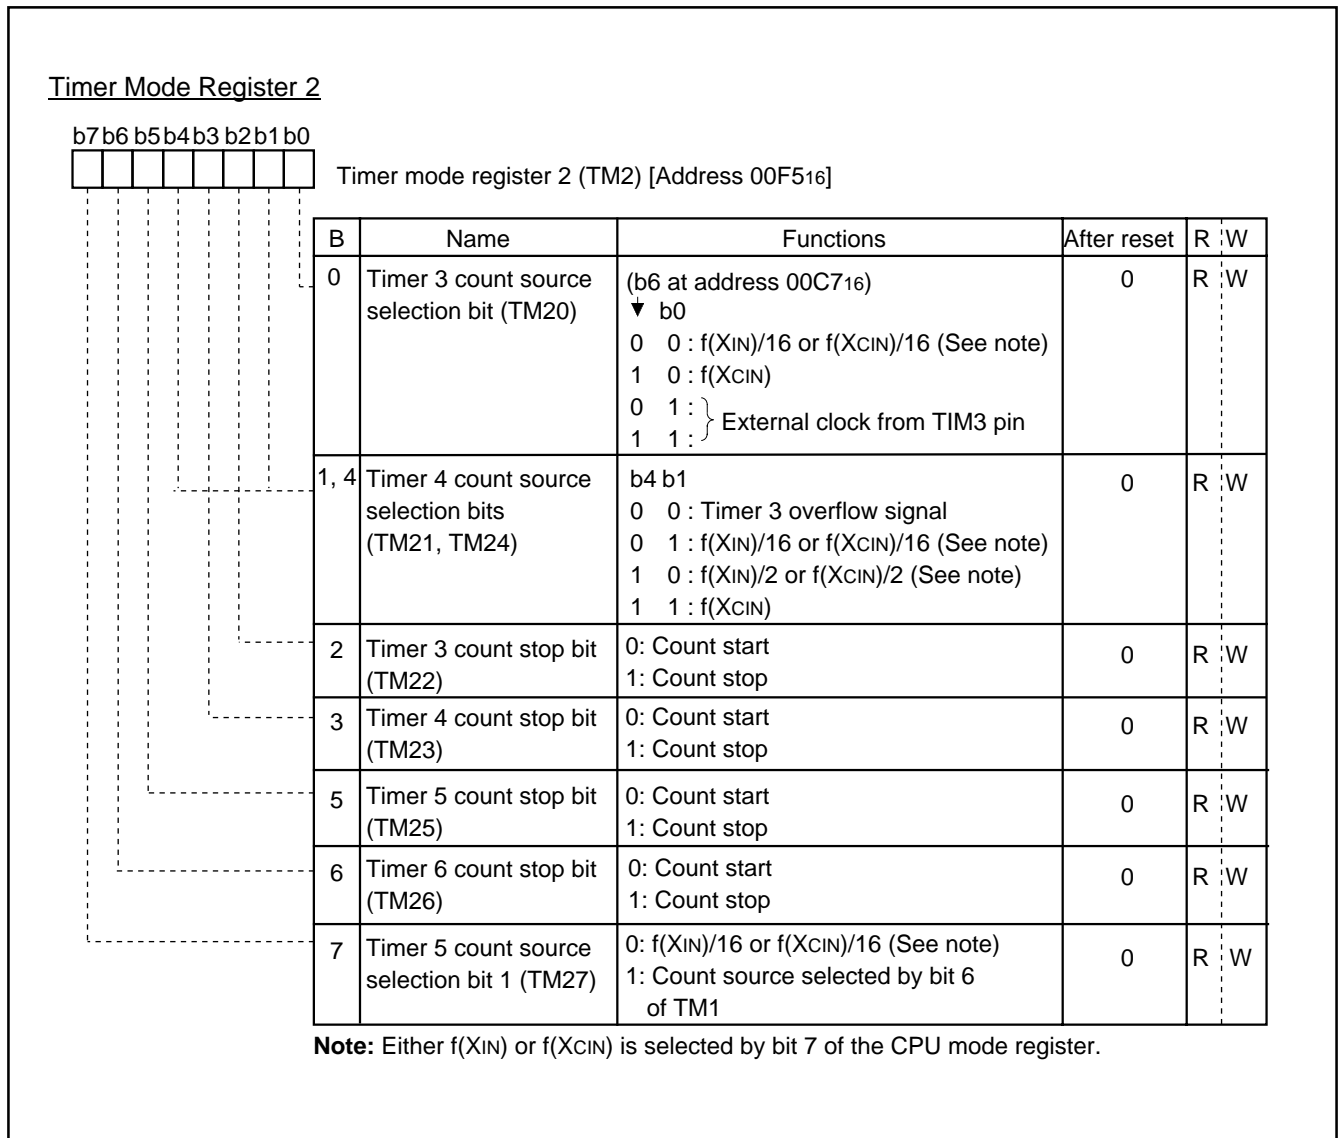 Timer Mode Register 2
b7 b6 b5 b4 b3 b2 b1 b0
Timer mode register 2 (TM2) [Address 00F516]
B Name Functions After reset R W
0 Timer 3 count source selection bit (TM20) (b6 at address 00C716) 0 R W
b0
0 0 : f(XIN)/16 or f(XCIN)/16 (See note)
1 0 : f(XCIN)
0 1 :
1 1 :
External clock from TIM3 pin
1, 4 Timer 4 count source selection bits (TM21, TM24) b4 b1 0 R W
0 0 : Timer 3 overflow signal
0 1 : f(XIN)/16 or f(XCIN)/16 (See note)
1 0 : f(XIN)/2 or f(XCIN)/2 (See note)
1 1 : f(XCIN)
2 Timer 3 count stop bit (TM22) 0: Count start 0 R W
1: Count stop
3 Timer 4 count stop bit (TM23) 0: Count start 0 R W
1: Count stop
5 Timer 5 count stop bit (TM25) 0: Count start 0 R W
1: Count stop
6 Timer 6 count stop bit (TM26) 0: Count start 0 R W
1: Count stop
7 Timer 5 count source selection bit 1 (TM27) 0: f(XIN)/16 or f(XCIN)/16 (See note) 0 R W
1: Count source selected by bit 6
of TM1
Note: Either f(XIN) or f(XCIN) is selected by bit 7 of the CPU mode register.